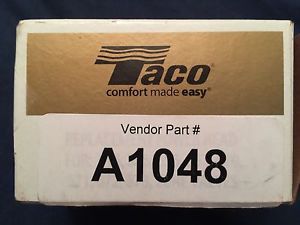 Taco®
comfort made easy®
Vendor Part #
A1048